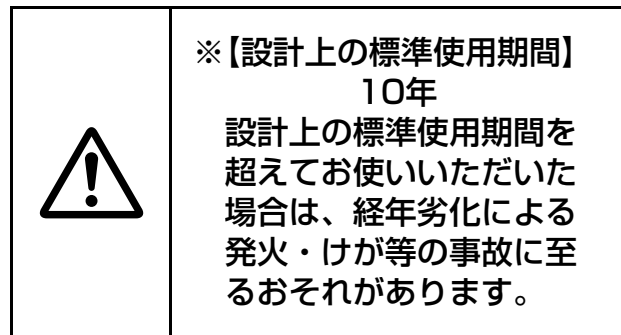 ※【設計上の標準使用期間】
10年
設計上の標準使用期間を
超えてお使いいただいた
場合は、経年劣化による
発火・けが等の事故に至
るおそれがあります。